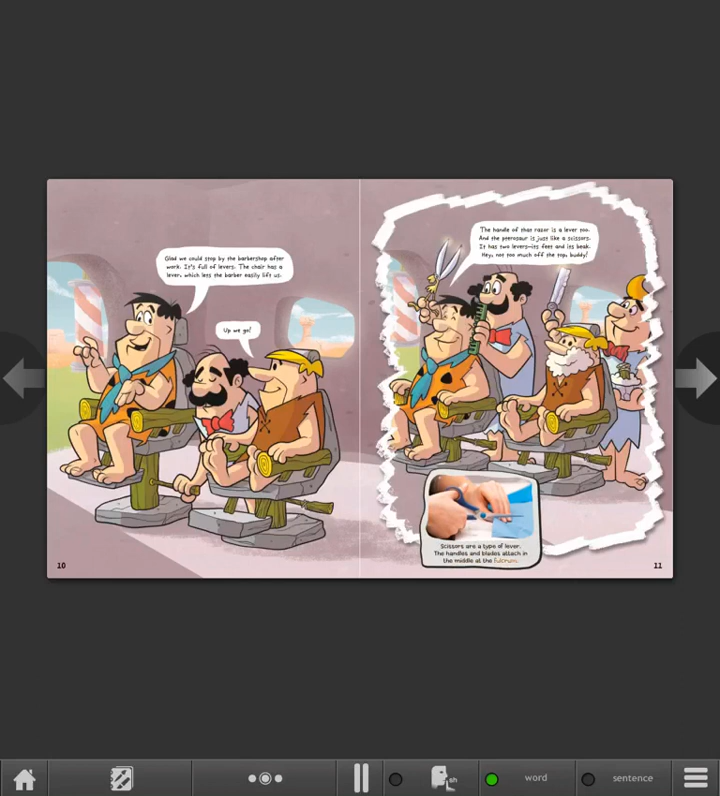 Glad we could stop by the barbershop after
work. It's full of levers. The chair has a
lever, which lets the barber easily lift us.
Up we go!
10
The handle of that razor is a lever too.
And the pterosaur is just like a scissors.
It has two levers—its feet and its beak.
Hey, not too much off the top, buddy!
Scissors are a type of lever.
The handles and blades attach in
the middle at the fulcrum.
11
sh
word
sentence